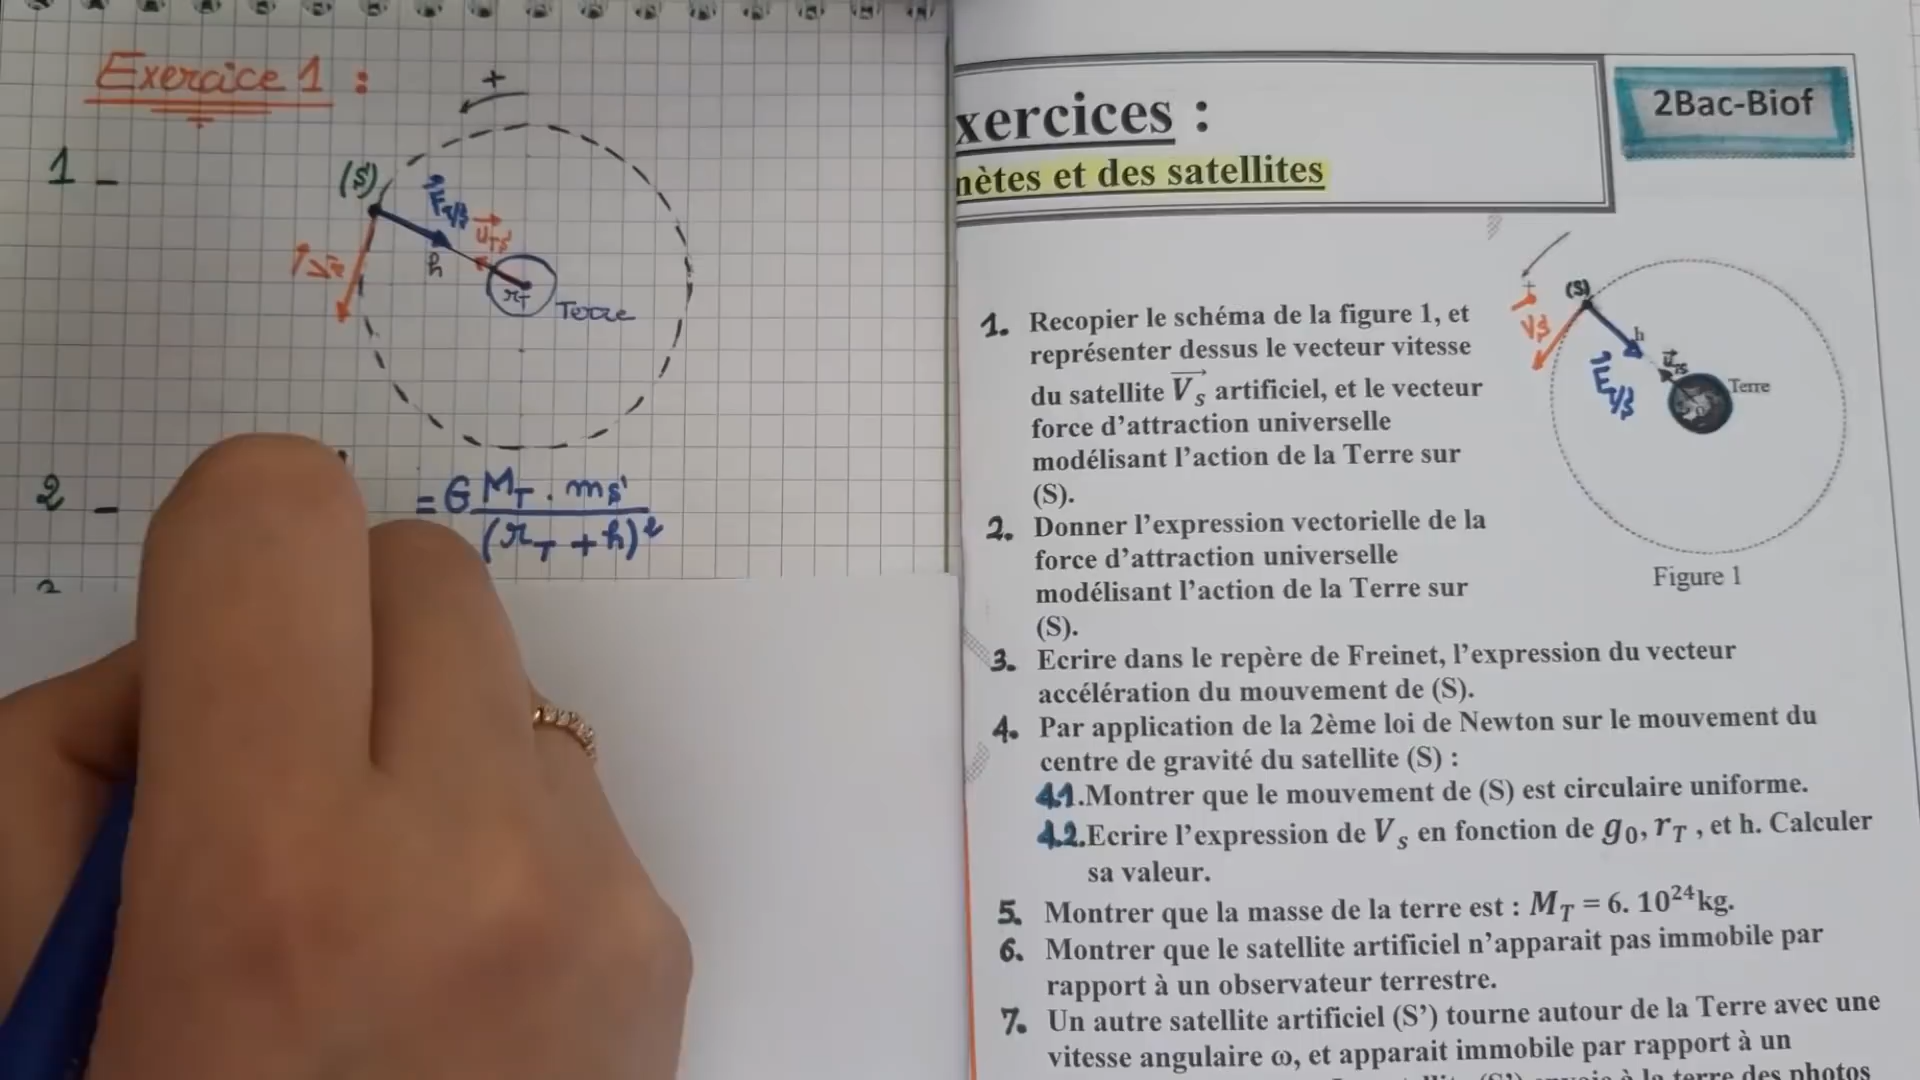 Exercice 1 :
+
1 -
(S)
F T/S
U TS
h
r T
Terre
2 -
= G M T . m s
(r T + h)²
xercices :
nètes et des satellites
2Bac-Biof
1. Recopier le schéma de la figure 1, et
représenter dessus le vecteur vitesse
du satellite V s artificiel, et le vecteur
force d'attraction universelle
modélisant l'action de la Terre sur
(S).
2. Donner l'expression vectorielle de la
force d'attraction universelle
modélisant l'action de la Terre sur
(S).
3. Ecrire dans le repère de Freinet, l'expression du vecteur
accélération du mouvement de (S).
4. Par application de la 2ème loi de Newton sur le mouvement du
centre de gravité du satellite (S) :
4.1.Montrer que le mouvement de (S) est circulaire uniforme.
4.2.Ecrire l'expression de V s en fonction de g₀, r T , et h. Calculer
sa valeur.
5. Montrer que la masse de la terre est : M T = 6. 10²⁴kg.
6. Montrer que le satellite artificiel n'apparait pas immobile par
rapport à un observateur terrestre.
7. Un autre satellite artificiel (S') tourne autour de la Terre avec une
vitesse angulaire ω, et apparait immobile par rapport à un
+
(S)
V S
h
F T/S
u TS
Terre
Figure 1